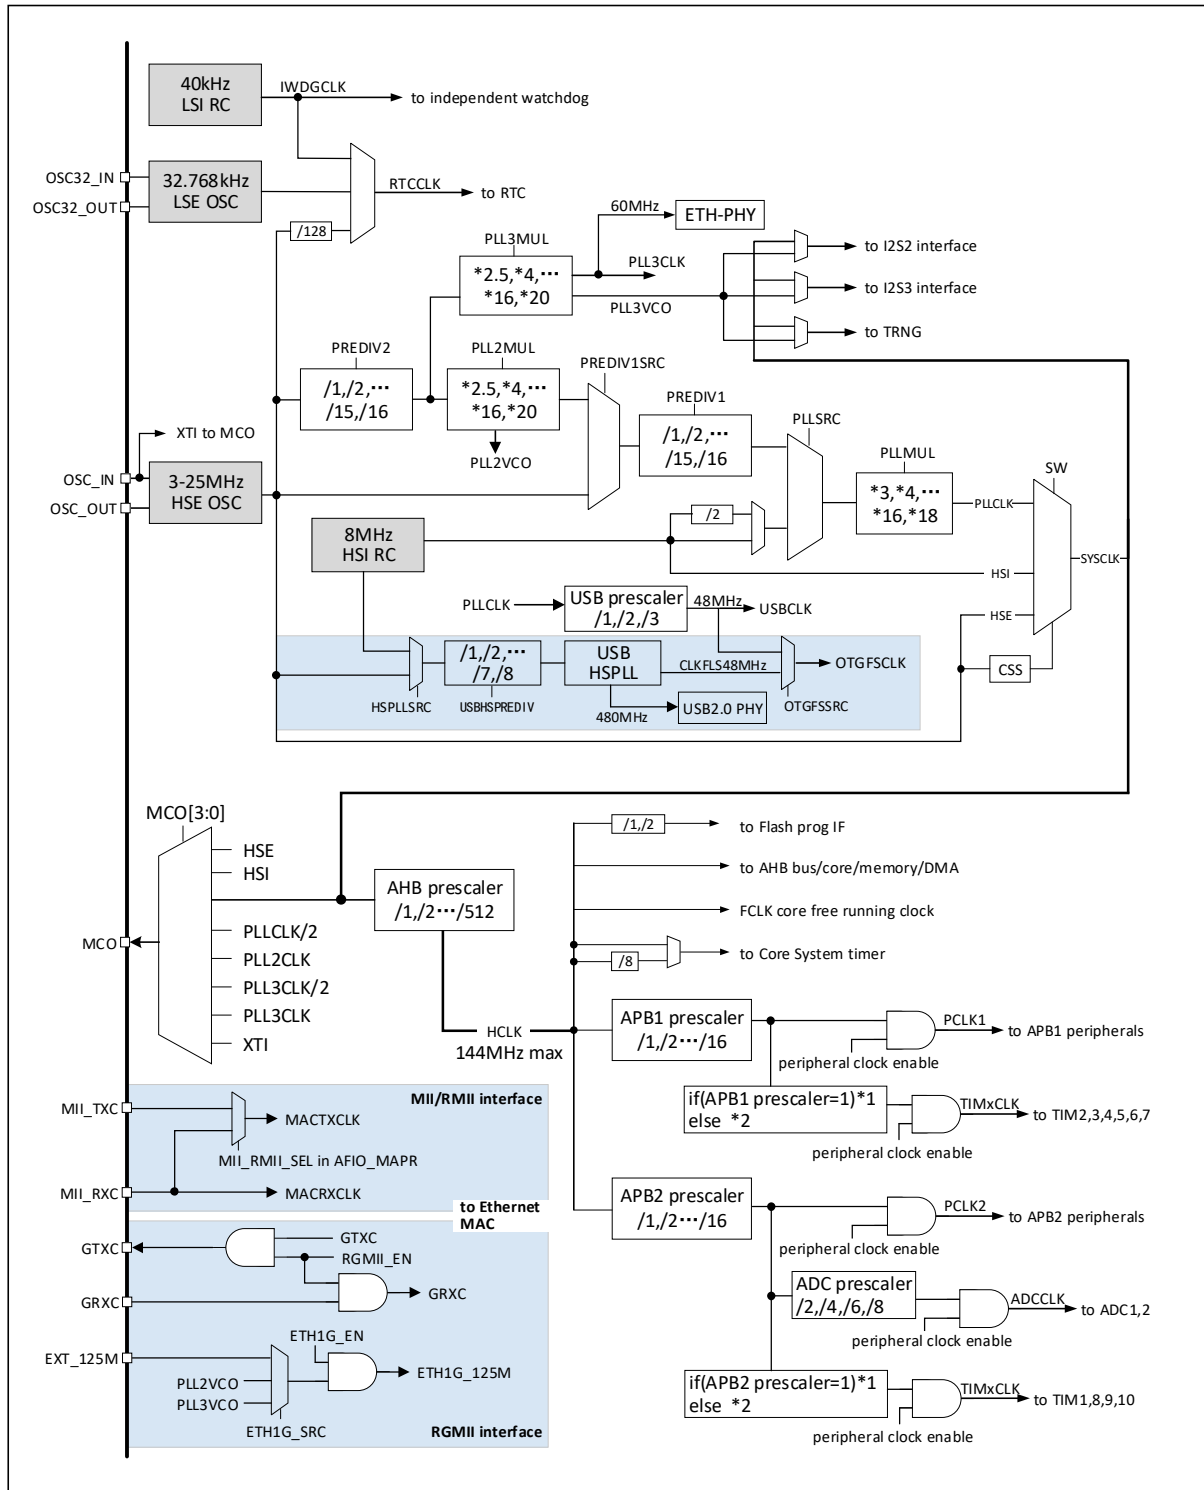 40kHz
LSI RC
IWDGCLK
to independent watchdog
OSC32_IN
OSC32_OUT
32.768kHz
LSE OSC
RTCCLK
to RTC
/128
60MHz
ETH-PHY
PLL3MUL
*2.5,*4,…
*16,*20
PLL3CLK
PLL3VCO
to I2S2 interface
to I2S3 interface
to TRNG
PREDIV2
/1,/2,…
/15,/16
PLL2MUL
*2.5,*4,…
*16,*20
PLL2VCO
PREDIV1SRC
PREDIV1
/1,/2,…
/15,/16
PLLSRC
PLLMUL
*3,*4,…
*16,*18
PLLCLK
SW
SYSCLK
XTI to MCO
OSC_IN
OSC_OUT
3-25MHz
HSE OSC
8MHz
HSI RC
/2
HSI
HSE
CSS
PLLCLK
USB prescaler
/1,/2,/3
48MHz
USBCLK
/1,/2,…
/7,/8
USB
HSPLL
CLKFLS48MHz
OTGFSCLK
HSPLLSRC
USBHSPREDIV
480MHz
USB2.0 PHY
OTGFSSRC
MCO[3:0]
HSE
HSI
PLLCLK/2
PLL2CLK
PLL3CLK/2
PLL3CLK
XTI
MCO
AHB prescaler
/1,/2…/512
HCLK
144MHz max
/1,/2
to Flash prog IF
to AHB bus/core/memory/DMA
FCLK core free running clock
/8
to Core System timer
APB1 prescaler
/1,/2…/16
PCLK1
to APB1 peripherals
peripheral clock enable
if(APB1 prescaler=1)*1
else *2
TIMxCLK
to TIM2,3,4,5,6,7
peripheral clock enable
APB2 prescaler
/1,/2…/16
PCLK2
to APB2 peripherals
peripheral clock enable
ADC prescaler
/2,/4,/6,/8
ADCCLK
to ADC1,2
peripheral clock enable
if(APB2 prescaler=1)*1
else *2
TIMxCLK
to TIM1,8,9,10
peripheral clock enable
MII/RMII interface
MII_TXC
MACTXCLK
MII_RMII_SEL in AFIO_MAPR
MII_RXC
MACRXCLK
to Ethernet
MAC
GTXC
GTXC
RGMII_EN
GRXC
GRXC
ETH1G_EN
EXT_125M
ETH1G_125M
PLL2VCO
PLL3VCO
ETH1G_SRC
RGMII interface